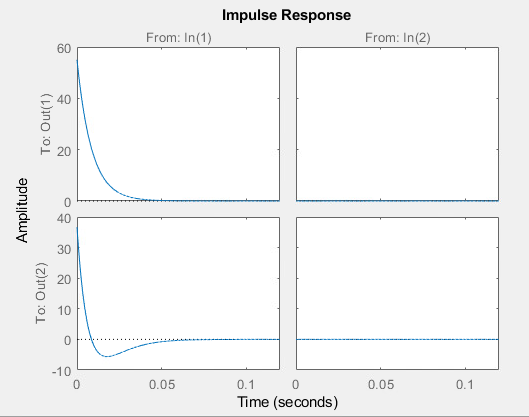 Impulse Response
From: In(1) From: In(2)
Amplitude
To: Out(1)
60
40
20
0
To: Out(2)
40
30
20
10
0
-10
0 0.05 0.1 0 0.05 0.1
Time (seconds)